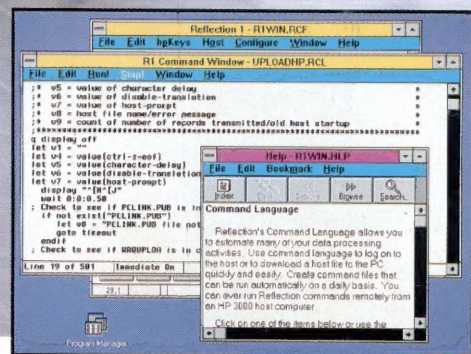 Reflection 1 - R1WIN.RCF
File Edit hpKeys Host Configure Window Help
R1 Command Window - UPLOADHP.RCL
File Edit Run! Stop! Window Help
;# v5 = value of character delay #
;# v6 = value of disable-translation #
;# v7 = value of host-prompt #
;# v8 = host file name/error message #
;# v9 = count of number of records transmitted/old host startup #
q display off
let v1 = ""
let v4 = value(ctrl-z-eof)
let v5 = value(character-delay)
let v6 = value(disable-translation
let v7 = value(host-prompt)
display "^[H^[J"
wait 0:0:0.50
; Check to see if PCLINK.PUB is in
if not exist("PCLINK.PUB")
let v8 = "PCLINK.PUB file not
goto timeout
endif
; Check to see if is in c
Line 19 of 501 Immediate On
29,1
Help - R1WIN.HLP
File Edit Bookmark Help
Index Browse Search
Command Language
Reflection's Command Language allows you
to automate many of your data processing
activities. Use command language to log on to
the host or to download a host file to the PC
quickly and easily. Create command files that
can be run automatically on a daily basis. You
can even run Reflection commands remotely from
an HP 3000 host computer.
Click on one of the items below or use the
Program Manager